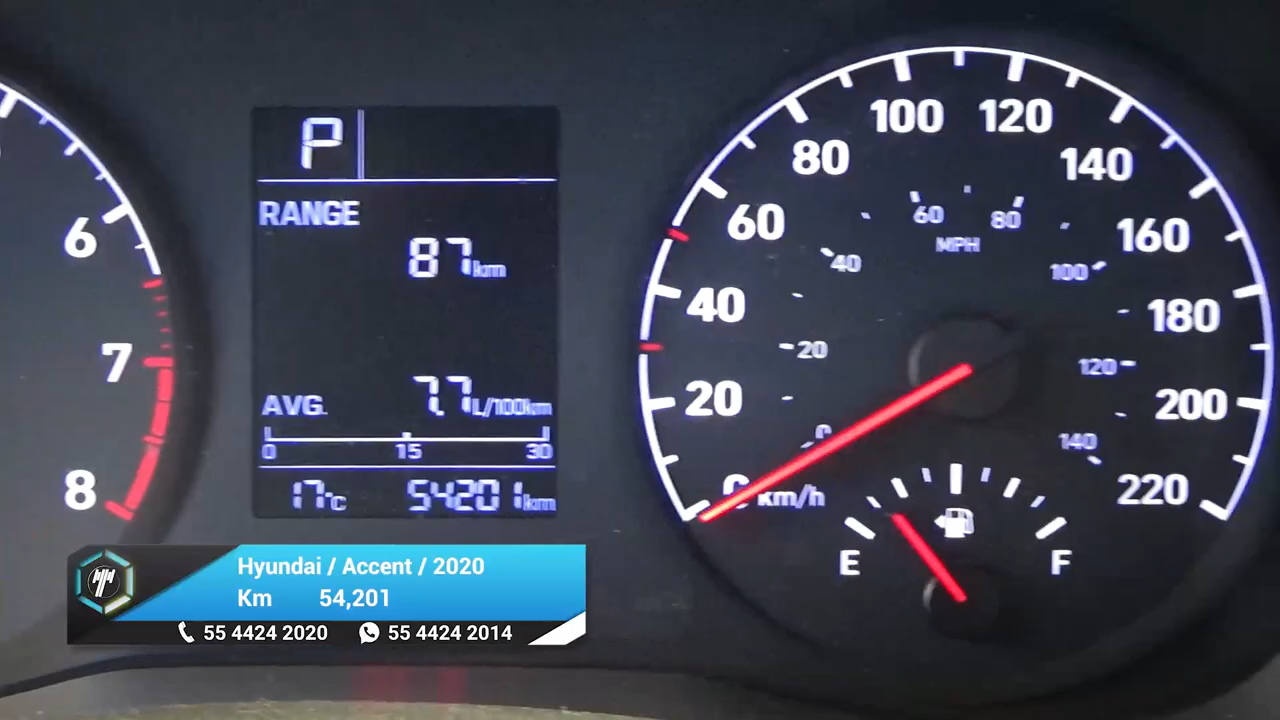 6
7
8
P
RANGE
87km
AVG. 7.7L/100km
0 15 30
17°C 54201km
0 20 40 60 80 100 120 140 160 180 200 220
km/h
0 20 40 60 80 100 120 140
MPH
E F
Hyundai / Accent / 2020
Km 54,201
55 4424 2020 55 4424 2014